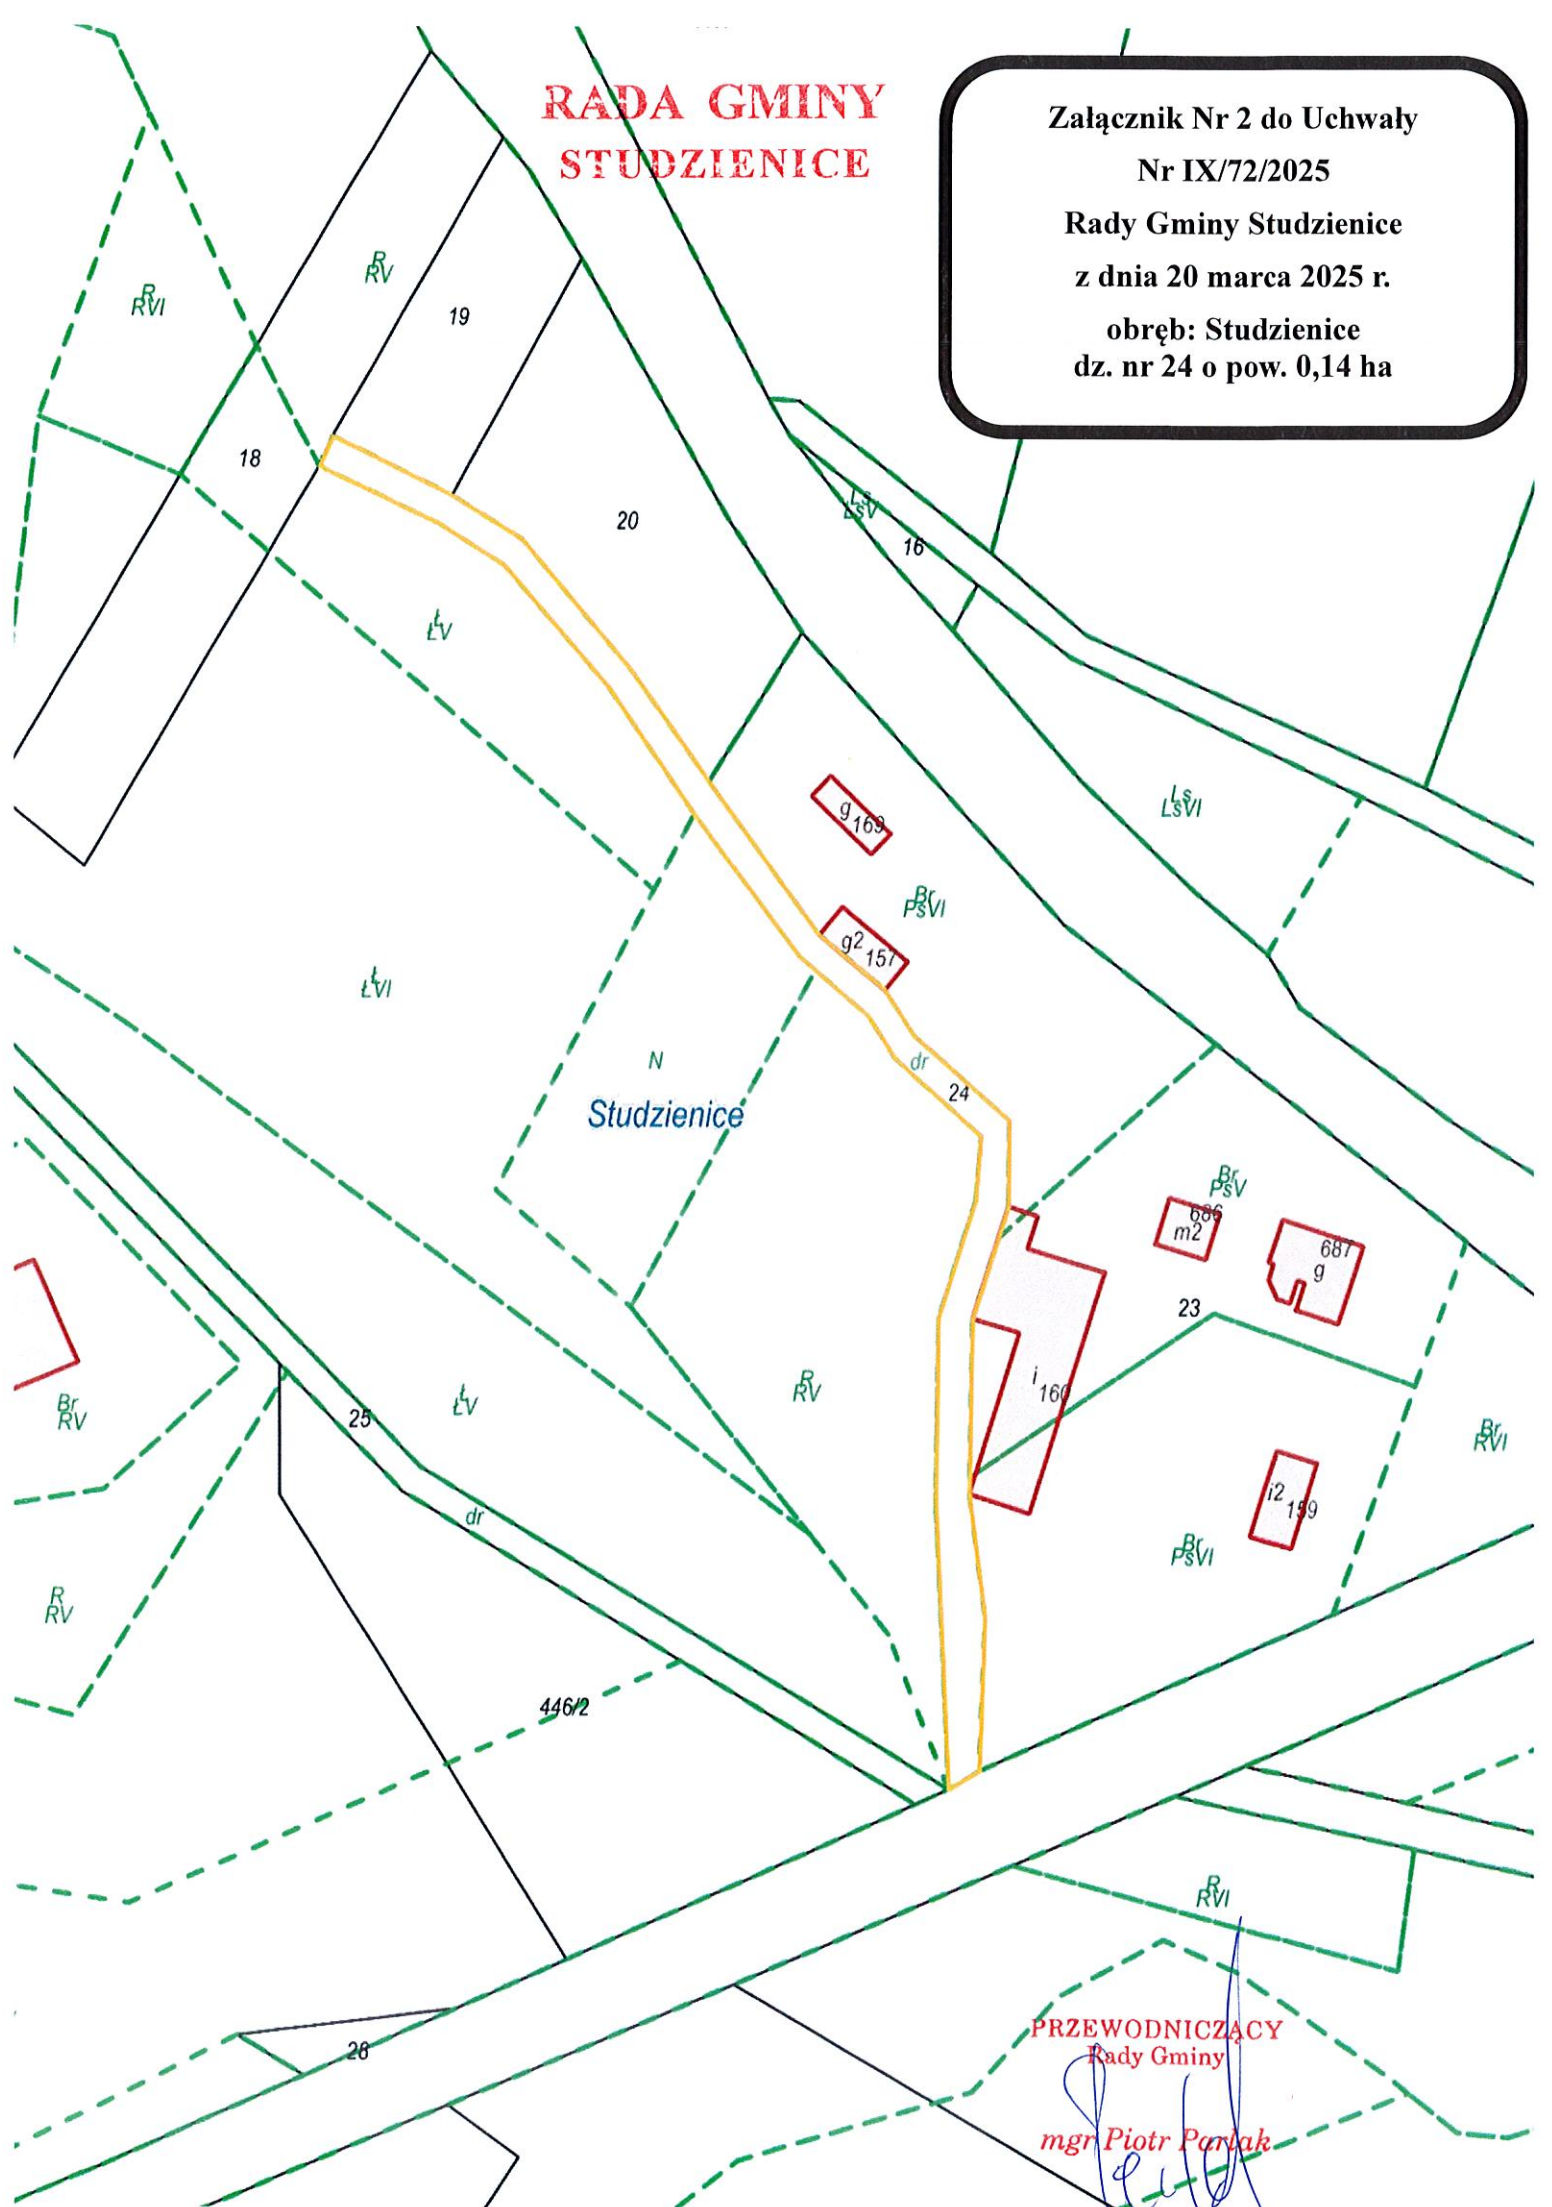 RADA GMINY
STUDZIENICE
Załącznik Nr 2 do Uchwały
Nr IX/72/2025
Rady Gminy Studzienice
z dnia 20 marca 2025 r.
obręb: Studzienice
dz. nr 24 o pow. 0,14 ha
R
RV
R
RVI
19
18
20
Ls
LsV
16
Ł
ŁV
Ls
LsVI
g
169
Br
PsVI
g2
157
Ł
ŁVI
N
dr
24
Studzienice
Br
PsV
686
m2
687
g
23
R
RV
i
160
Ł
ŁV
Br
RV
25
Br
RVI
i2
159
dr
Br
PsVI
R
RV
446/2
R
RVI
28
PRZEWODNICZĄCY
Rady Gminy
mgr Piotr Parlak